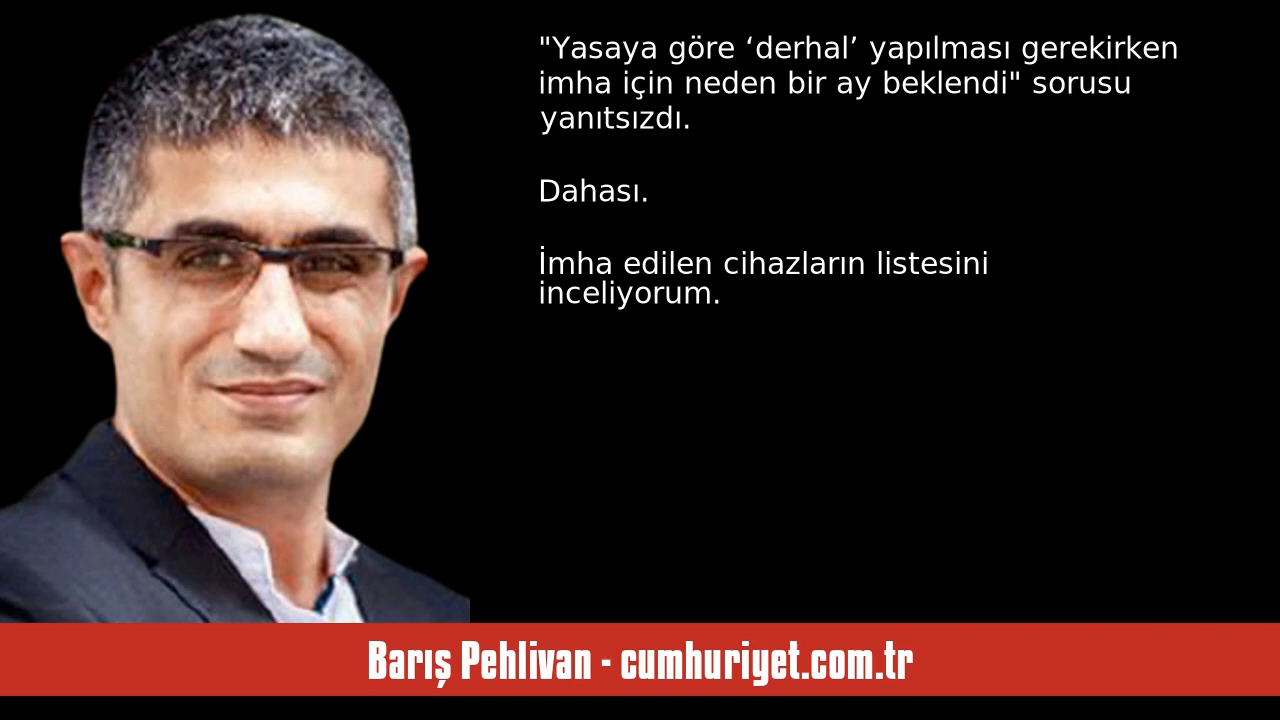 "Yasaya göre ‘derhal’ yapılması gerekirken
imha için neden bir ay beklendi" sorusu
yanıtsızdı.
Dahası.
İmha edilen cihazların listesini
inceliyorum.
Barış Pehlivan - cumhuriyet.com.tr